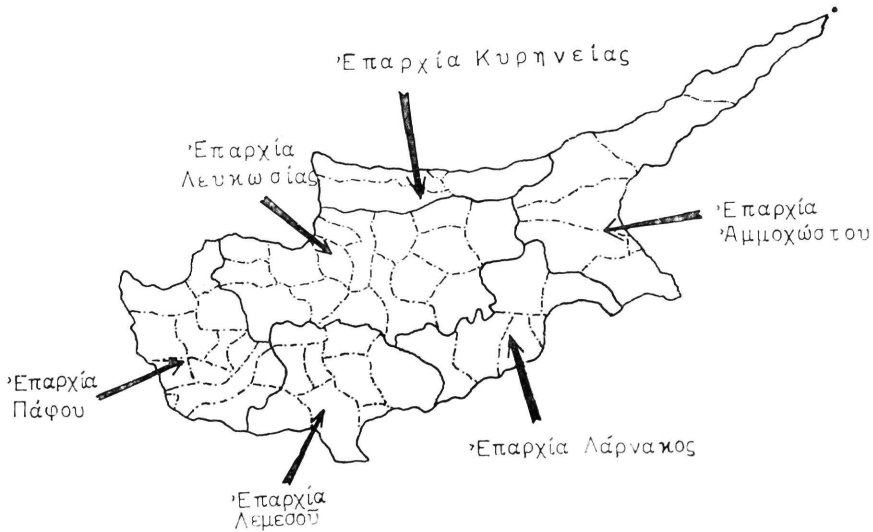 Ἐπαρχία Κυρηνείας
Ἐπαρχία
Λευκωσίας
Ἐπαρχία
Ἀμμοχώστου
Ἐπαρχία
Πάφου
Ἐπαρχία Λάρνακος
Ἐπαρχία
Λεμεσοῦ